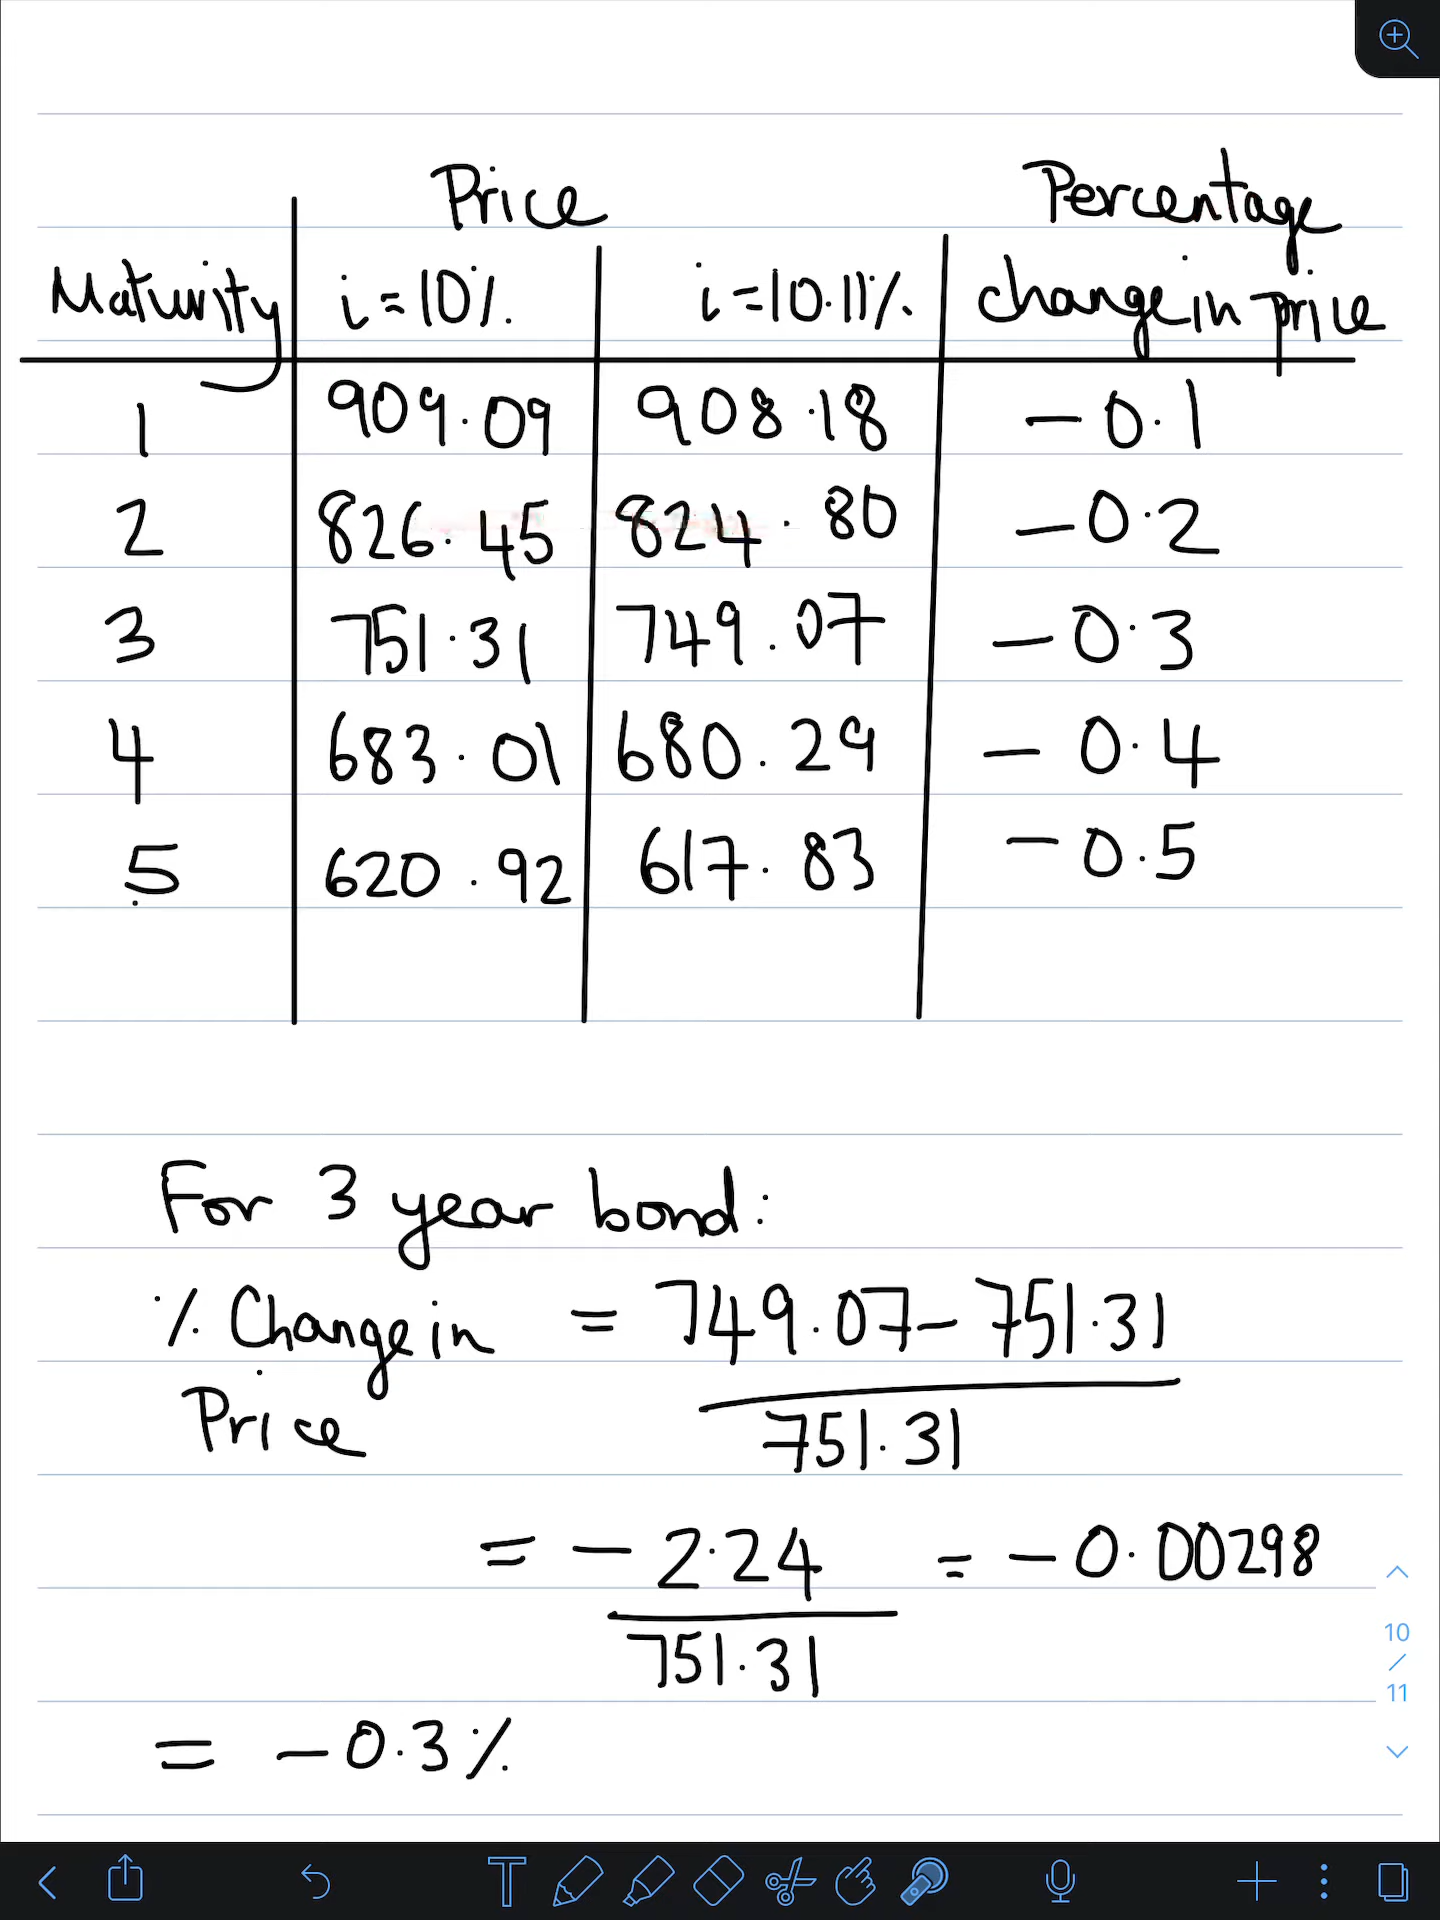 Price Percentage
Maturity i=10% i=10.11% change in price
1 909.09 908.18 -0.1
2 826.45 824.80 -0.2
3 751.31 749.07 -0.3
4 683.01 680.29 -0.4
5 620.92 617.83 -0.5
For 3 year bond:
% Change in = 749.07-751.31
Price 751.31
= -2.24 = -0.00298
751.31
= -0.3%
10
/
11
T